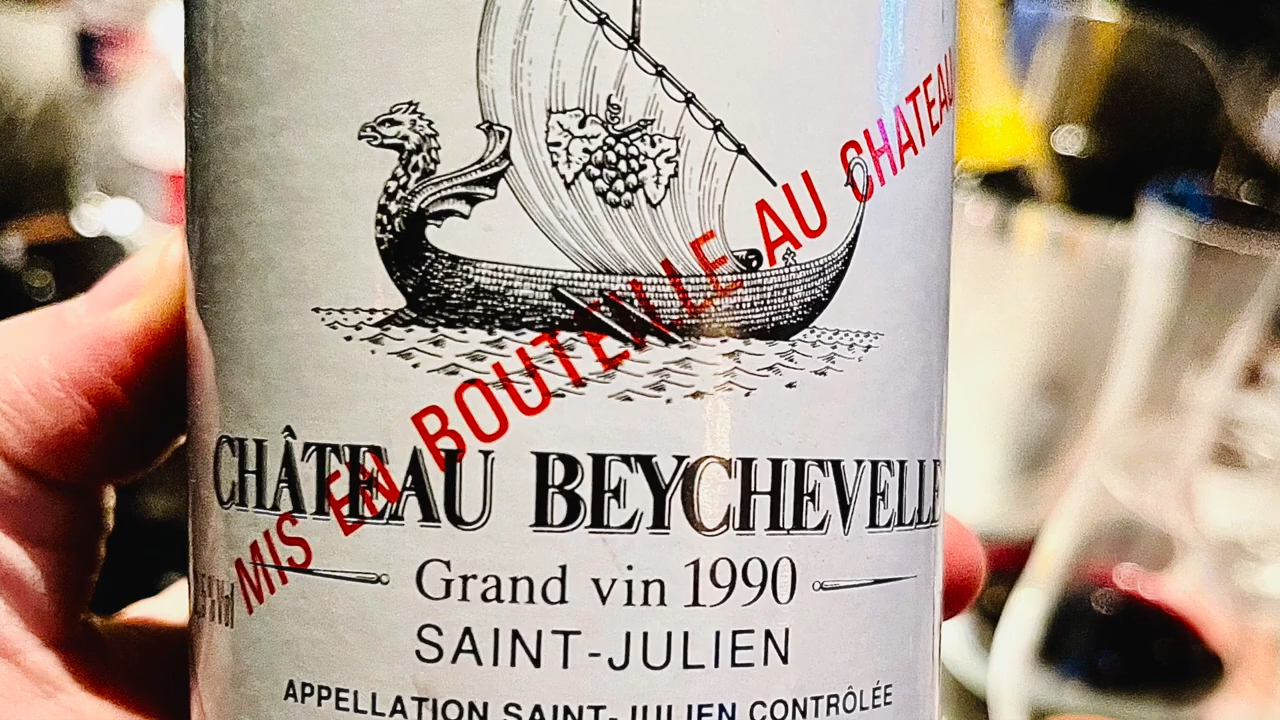 MIS EN BOUTEILLE AU CHATEAU
CHÂTEAU BEYCHEVELLE
Grand vin 1990
SAINT-JULIEN
APPELLATION SAINT-JULIEN CONTRÔLÉE